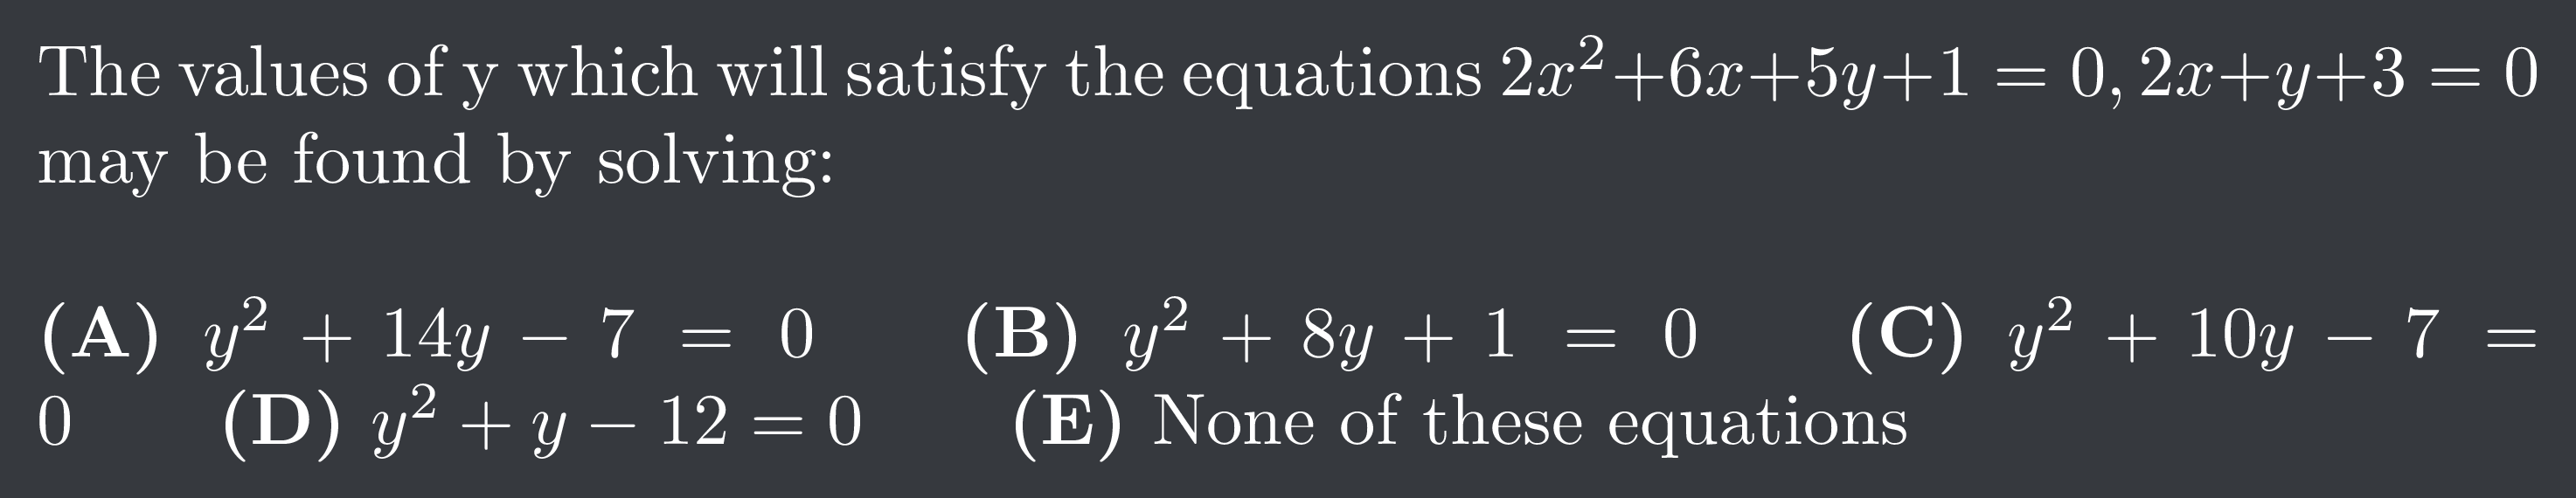 The values of y which will satisfy the equations 2x²+6x+5y+1 = 0, 2x+y+3 = 0
may be found by solving:
(A) y² + 14y − 7 = 0 (B) y² + 8y + 1 = 0 (C) y² + 10y − 7 =
0 (D) y² + y − 12 = 0 (E) None of these equations